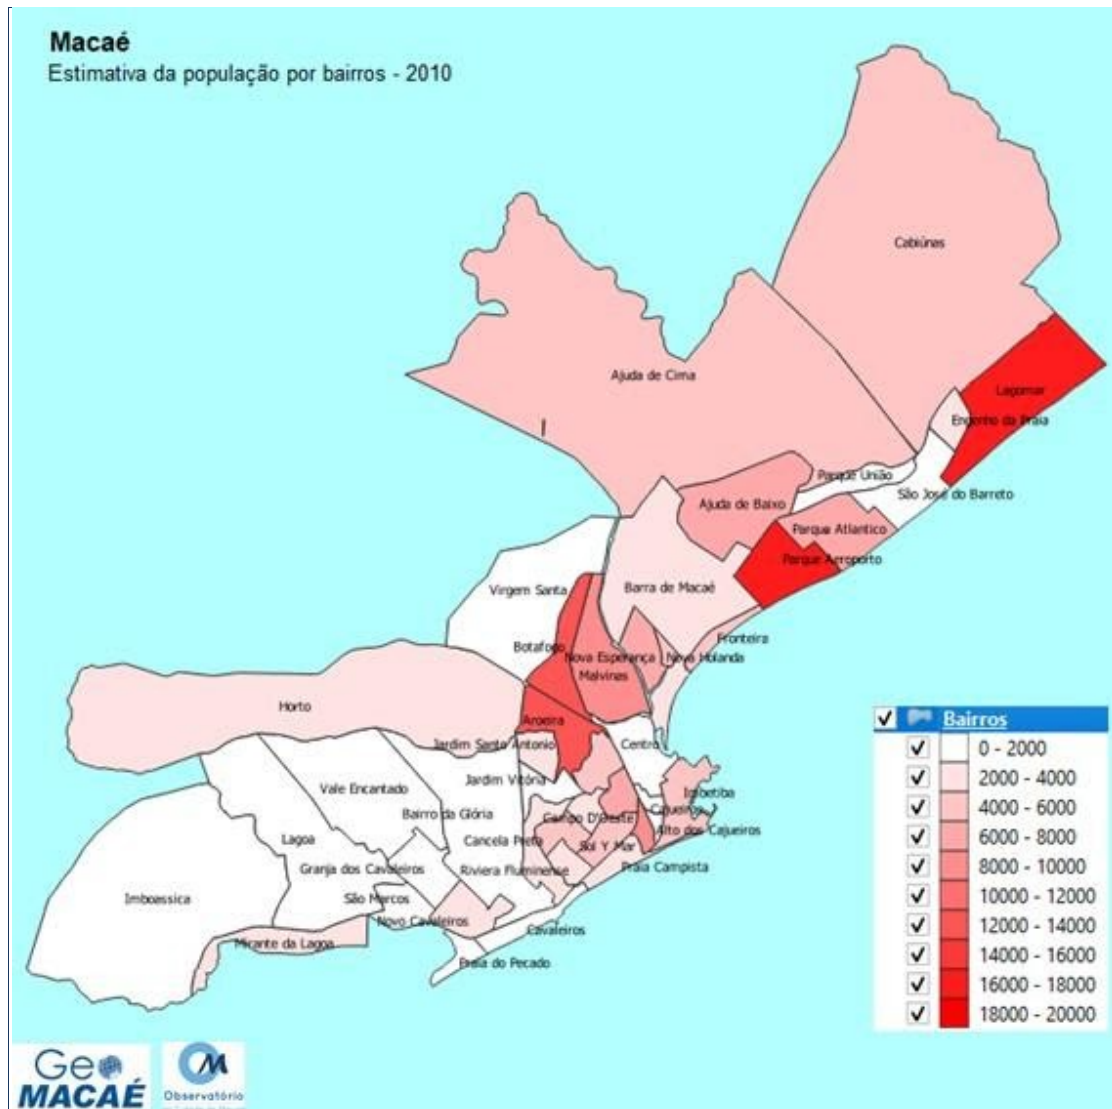 Macaé
Estimativa da população por bairros - 2010
Cabiúnas
Ajuda de Cima
Lagomar
Engenho da Praia
Parque União
São José do Barreto
Ajuda de Baixo
Parque Atlantico
Parque Aeroporto
Virgem Santa
Barra de Macaé
Fronteira
Botafogo
Nova Esperança
Nova Holanda
Malvinas
Horto
Aroeira
Jardim Santo Antonio
Centro
Jardim Vitória
Imbetiba
Vale Encantado
Bairro da Glória
Campo D'Oeste
Cajueiros
Alto dos Cajueiros
Lagoa
Cancela Preta
Sol Y Mar
Granja dos Cavaleiros
Riviera Fluminense
Praia Campista
Imboassica
São Marcos
Novo Cavaleiros
Cavaleiros
Mirante da Lagoa
Praia do Pecado
Bairros
0 - 2000
2000 - 4000
4000 - 6000
6000 - 8000
8000 - 10000
10000 - 12000
12000 - 14000
14000 - 16000
16000 - 18000
18000 - 20000
Geo
MACAÉ
Observatório